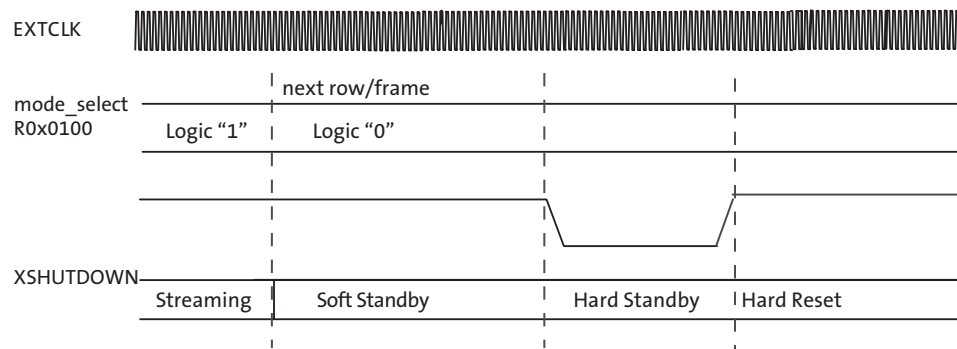 EXTCLK
next row/frame
mode_select
R0x0100
Logic “1”
Logic “0”
XSHUTDOWN
Streaming
Soft Standby
Hard Standby
Hard Reset